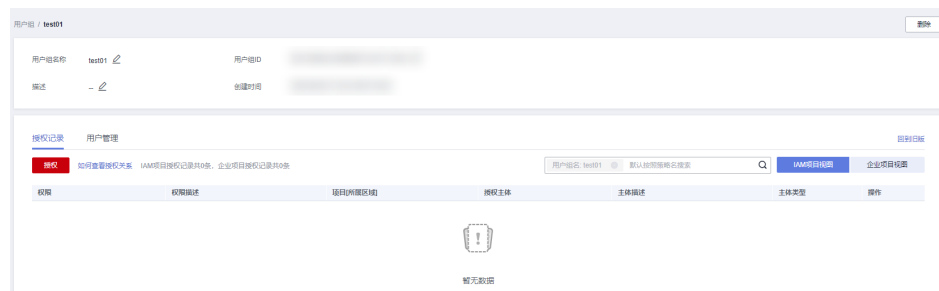 用户组 / test01
删除
用户组名称 test01 用户组ID
描述 -- 创建时间
授权记录 用户管理 回到旧版
授权 如何查看授权关系 IAM项目授权记录共0条，企业项目授权记录共0条 用户组名: test01 默认按照策略名搜索 IAM项目视图 企业项目视图
权限 权限描述 项目[所属区域] 授权主体 主体描述 主体类型 操作
暂无数据